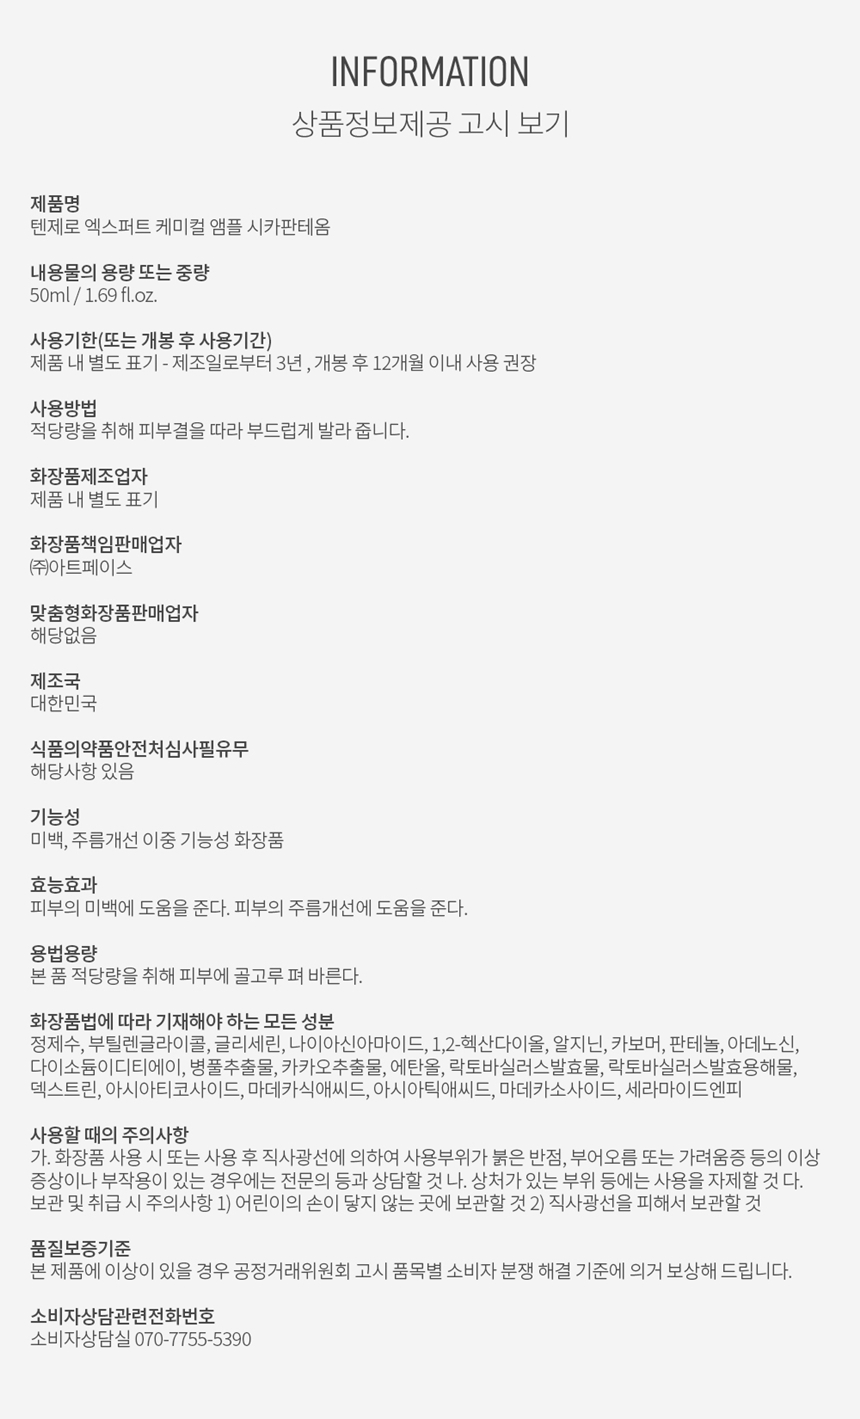 INFORMATION
상품정보제공 고시 보기
제품명
텐제로 엑스퍼트 케미컬 앰플 시카판테옴
내용물의 용량 또는 중량
50ml / 1.69 fl.oz.
사용기한(또는 개봉 후 사용기간)
제품 내 별도 표기 - 제조일로부터 3년 , 개봉 후 12개월 이내 사용 권장
사용방법
적당량을 취해 피부결을 따라 부드럽게 발라 줍니다.
화장품제조업자
제품 내 별도 표기
화장품책임판매업자
㈜아트페이스
맞춤형화장품판매업자
해당없음
제조국
대한민국
식품의약품안전처심사필유무
해당사항 있음
기능성
미백, 주름개선 이중 기능성 화장품
효능효과
피부의 미백에 도움을 준다. 피부의 주름개선에 도움을 준다.
용법용량
본 품 적당량을 취해 피부에 골고루 펴 바른다.
화장품법에 따라 기재해야 하는 모든 성분
정제수, 부틸렌글라이콜, 글리세린, 나이아신아마이드, 1,2-헥산다이올, 알지닌, 카보머, 판테놀, 아데노신,
다이소듐이디티에이, 병풀추출물, 카카오추출물, 에탄올, 락토바실러스발효물, 락토바실러스발효용해물,
덱스트린, 아시아티코사이드, 마데카식애씨드, 아시아틱애씨드, 마데카소사이드, 세라마이드엔피
사용할 때의 주의사항
가. 화장품 사용 시 또는 사용 후 직사광선에 의하여 사용부위가 붉은 반점, 부어오름 또는 가려움증 등의 이상
증상이나 부작용이 있는 경우에는 전문의 등과 상담할 것 나. 상처가 있는 부위 등에는 사용을 자제할 것 다.
보관 및 취급 시 주의사항 1) 어린이의 손이 닿지 않는 곳에 보관할 것 2) 직사광선을 피해서 보관할 것
품질보증기준
본 제품에 이상이 있을 경우 공정거래위원회 고시 품목별 소비자 분쟁 해결 기준에 의거 보상해 드립니다.
소비자상담관련전화번호
소비자상담실 070-7755-5390